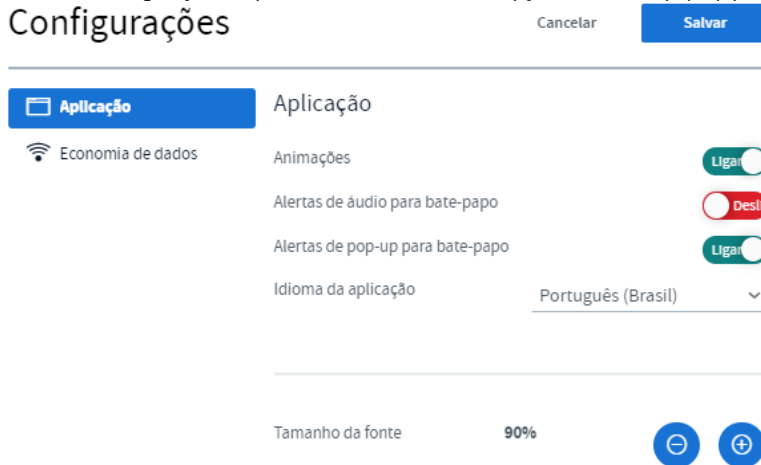 Configurações
Cancelar
Salvar
Aplicação
Economia de dados
Aplicação
Animações
Ligar
Alertas de áudio para bate-papo
Desli
Alertas de pop-up para bate-papo
Ligar
Idioma da aplicação
Português (Brasil)
Tamanho da fonte
90%